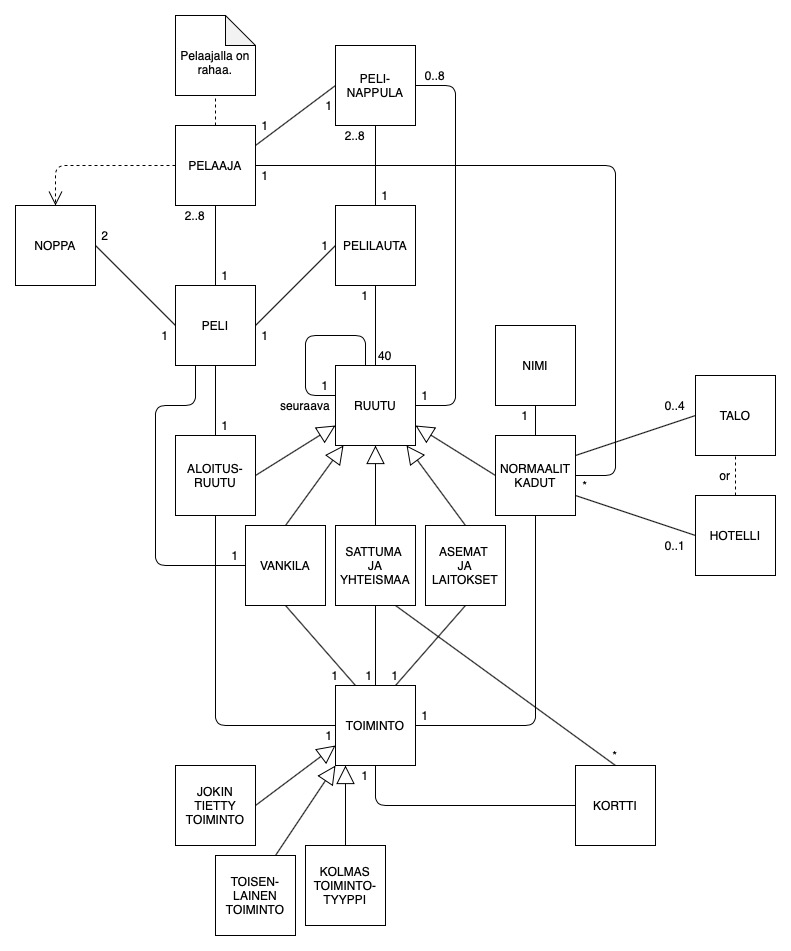 Pelaajalla on
rahaa.
PELI-
NAPPULA
0..8
1
1
2..8
PELAAJA
1
2..8
1
NOPPA
2
1
PELILAUTA
1
1
PELI
1
1
40
1
seuraava
RUUTU
1
NIMI
1
TALO
0..4
or
HOTELLI
0..1
1
ALOITUS-
RUUTU
NORMAALIT
KADUT
*
1
VANKILA
SATTUMA
JA
YHTEISMAA
ASEMAT
JA
LAITOKSET
1
1
1
TOIMINTO
1
1
1
*
JOKIN
TIETTY
TOIMINTO
KORTTI
TOISEN-
LAINEN
TOIMINTO
KOLMAS
TOIMINTO-
TYYPPI